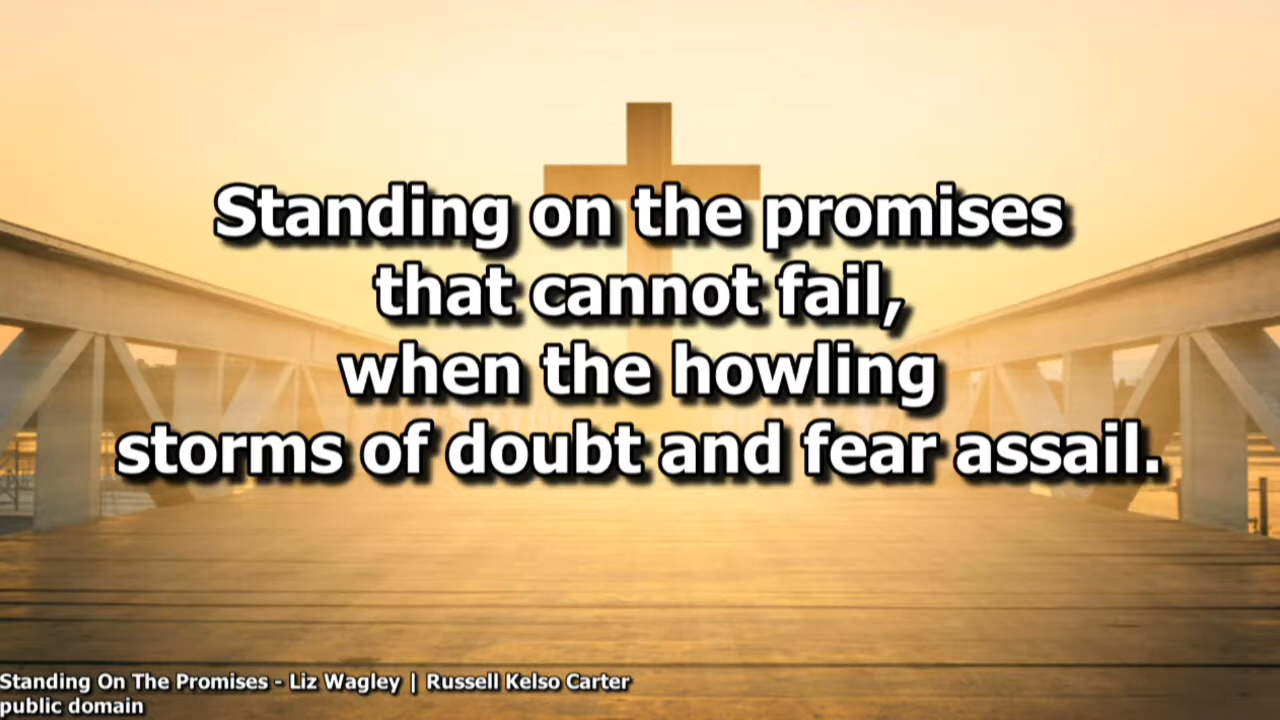 Standing on the promises
that cannot fail,
when the howling
storms of doubt and fear assail.
Standing On The Promises - Liz Wagley | Russell Kelso Carter
public domain